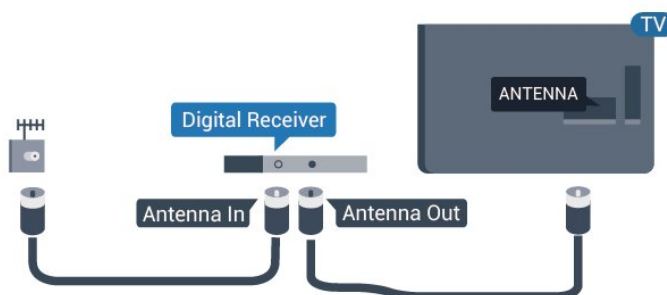 TV
ANTENNA
Digital Receiver
Antenna In
Antenna Out